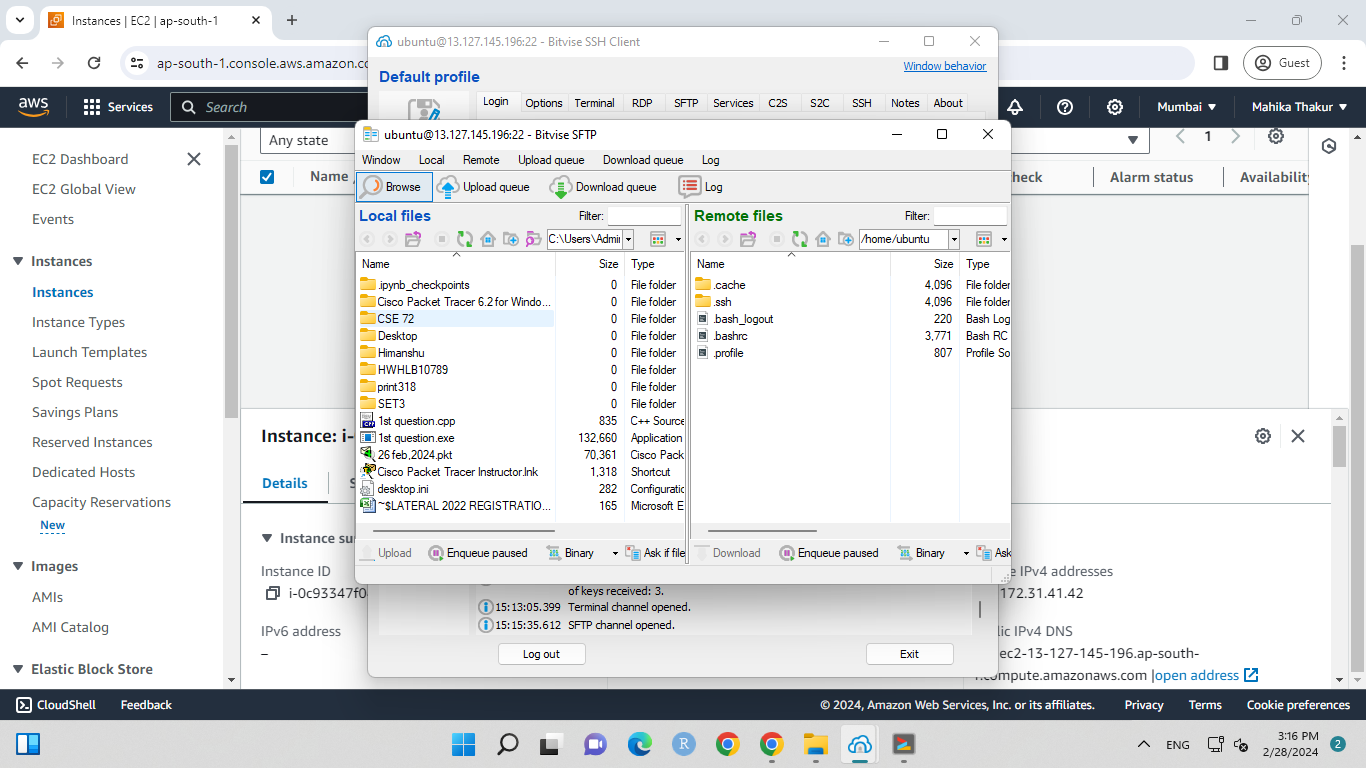 Instances | EC2 | ap-south-1
ap-south-1.console.aws.amazon.co
Guest
aws
Services
Search
Mumbai
Mahika Thakur
ubuntu@13.127.145.196:22 - Bitvise SSH Client
Window behavior
Default profile
Login Options Terminal RDP SFTP Services C2S S2C SSH Notes About
ubuntu@13.127.145.196:22 - Bitvise SFTP
Window Local Remote Upload queue Download queue Log
Browse Upload queue Download queue Log
Local files
Filter:
C:\Users\Admi
Name Size Type
.ipynb_checkpoints 0 File folder
Cisco Packet Tracer 6.2 for Windo... 0 File folder
CSE 72 0 File folder
Desktop 0 File folder
Himanshu 0 File folder
HWHLB10789 0 File folder
print318 0 File folder
SET3 0 File folder
1st question.cpp 835 C++ Source
1st question.exe 132,660 Application
26 feb,2024.pkt 70,361 Cisco Pack
Cisco Packet Tracer Instructor.lnk 1,318 Shortcut
desktop.ini 282 Configuratic
~$LATERAL 2022 REGISTRATIO... 165 Microsoft E
Upload Enqueue paused Binary Ask if file
Remote files
Filter:
/home/ubuntu
Name Size Type
.cache 4,096 File folder
.ssh 4,096 File folder
.bash_logout 220 Bash Log
.bashrc 3,771 Bash RC
.profile 807 Profile So
Download Enqueue paused Binary Ask
of keys received: 3.
15:13:05.399 Terminal channel opened.
15:15:35.612 SFTP channel opened.
Log out
Exit
EC2 Dashboard
EC2 Global View
Events
Instances
Instances
Instance Types
Launch Templates
Spot Requests
Savings Plans
Reserved Instances
Dedicated Hosts
Capacity Reservations
New
Images
AMIs
AMI Catalog
Elastic Block Store
Any state
1
Name
heck
Alarm status
Availability
Instance: i-
Details
S
Instance su
Instance ID
i-0c93347f0
IPv6 address
–
e IPv4 addresses
172.31.41.42
lic IPv4 DNS
ec2-13-127-145-196.ap-south-
.compute.amazonaws.com |open address
CloudShell
Feedback
© 2024, Amazon Web Services, Inc. or its affiliates.
Privacy
Terms
Cookie preferences
R
ENG
3:16 PM
2/28/2024
2